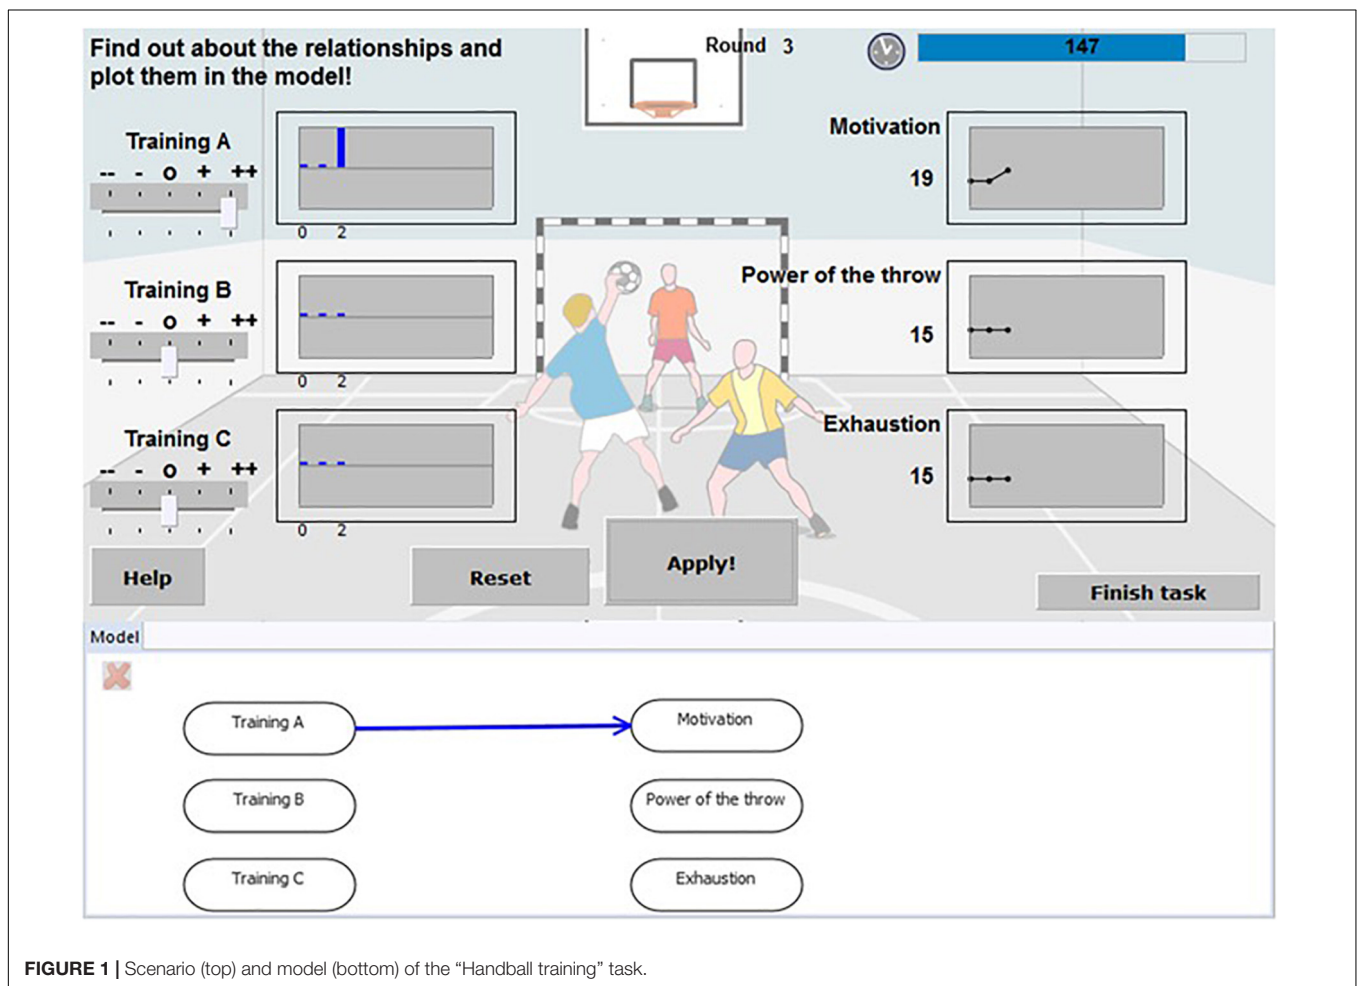 Find out about the relationships and
plot them in the model!
Round 3
147
Training A
-- - o + ++
0 2
Motivation
19
Training B
-- - o + ++
0 2
Power of the throw
15
Training C
-- - o + ++
0 2
Exhaustion
15
Help
Reset
Apply!
Finish task
Model
Training A
Motivation
Training B
Power of the throw
Training C
Exhaustion
FIGURE 1 | Scenario (top) and model (bottom) of the “Handball training” task.